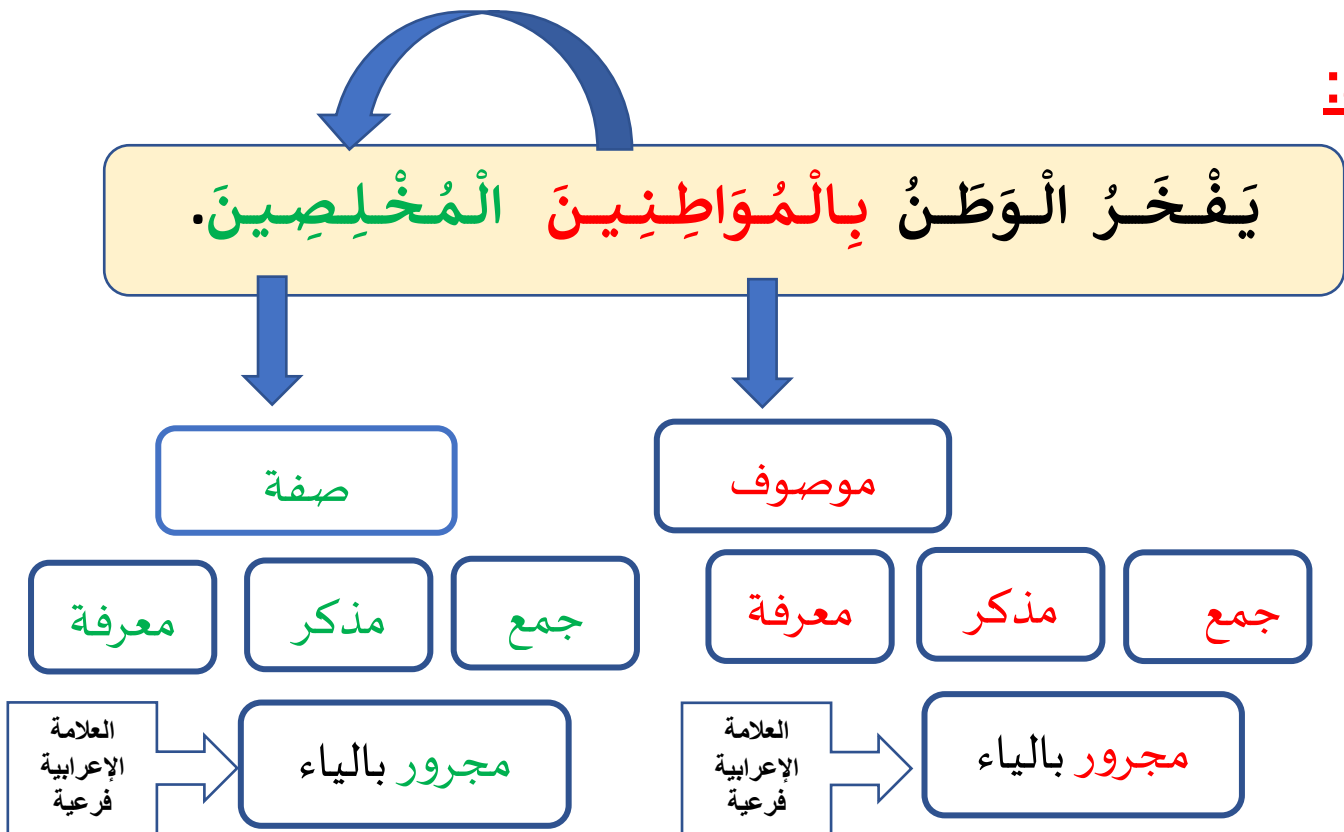 :
يَفْخَرُ الْوَطَنُ بِالْمُوَاطِنِينَ الْمُخْلِصِينَ.
موصوف
صفة
جمع
مذكر
معرفة
جمع
مذكر
معرفة
مجرور بالياء
العلامة
الإعرابية
فرعية
مجرور بالياء
العلامة
الإعرابية
فرعية